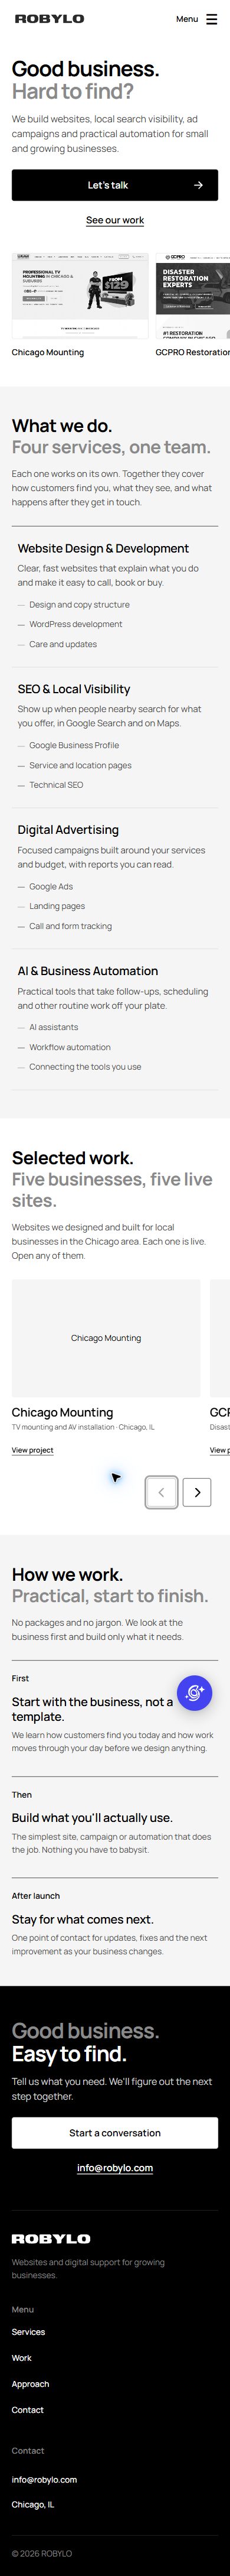 ROBYLO
Menu
Good business.
Hard to find?
We build websites, local search visibility, ad
campaigns and practical automation for small
and growing businesses.
Let's talk
See our work
PROFESSIONAL TV
MOUNTING IN CHICAGO &
SUBURBS
FROM
$129
GCPRO
DISASTER
RESTORATION
EXPERTS
#1 RESTORATION
Chicago Mounting
GCPRO Restoration
What we do.
Four services, one team.
Each one works on its own. Together they cover
how customers find you, what they see, and what
happens after they get in touch.
Website Design & Development
Clear, fast websites that explain what you do
and make it easy to call, book or buy.
— Design and copy structure
— WordPress development
— Care and updates
SEO & Local Visibility
Show up when people nearby search for what
you offer, in Google Search and on Maps.
— Google Business Profile
— Service and location pages
— Technical SEO
Digital Advertising
Focused campaigns built around your services
and budget, with reports you can read.
— Google Ads
— Landing pages
— Call and form tracking
AI & Business Automation
Practical tools that take follow-ups, scheduling
and other routine work off your plate.
— AI assistants
— Workflow automation
— Connecting the tools you use
Selected work.
Five businesses, five live
sites.
Websites we designed and built for local
businesses in the Chicago area. Each one is live.
Open any of them.
Chicago Mounting
Chicago Mounting
TV mounting and AV installation · Chicago, IL
View project
GCP
Disast
View p
How we work.
Practical, start to finish.
No packages and no jargon. We look at the
business first and build only what it needs.
First
Start with the business, not a
template.
We learn how customers find you today and how work
moves through your day before we design anything.
Then
Build what you'll actually use.
The simplest site, campaign or automation that does
the job. Nothing you have to babysit.
After launch
Stay for what comes next.
One point of contact for updates, fixes and the next
improvement as your business changes.
Good business.
Easy to find.
Tell us what you need. We'll figure out the next
step together.
Start a conversation
info@robylo.com
ROBYLO
Websites and digital support for growing
businesses.
Menu
Services
Work
Approach
Contact
Contact
info@robylo.com
Chicago, IL
© 2026 ROBYLO